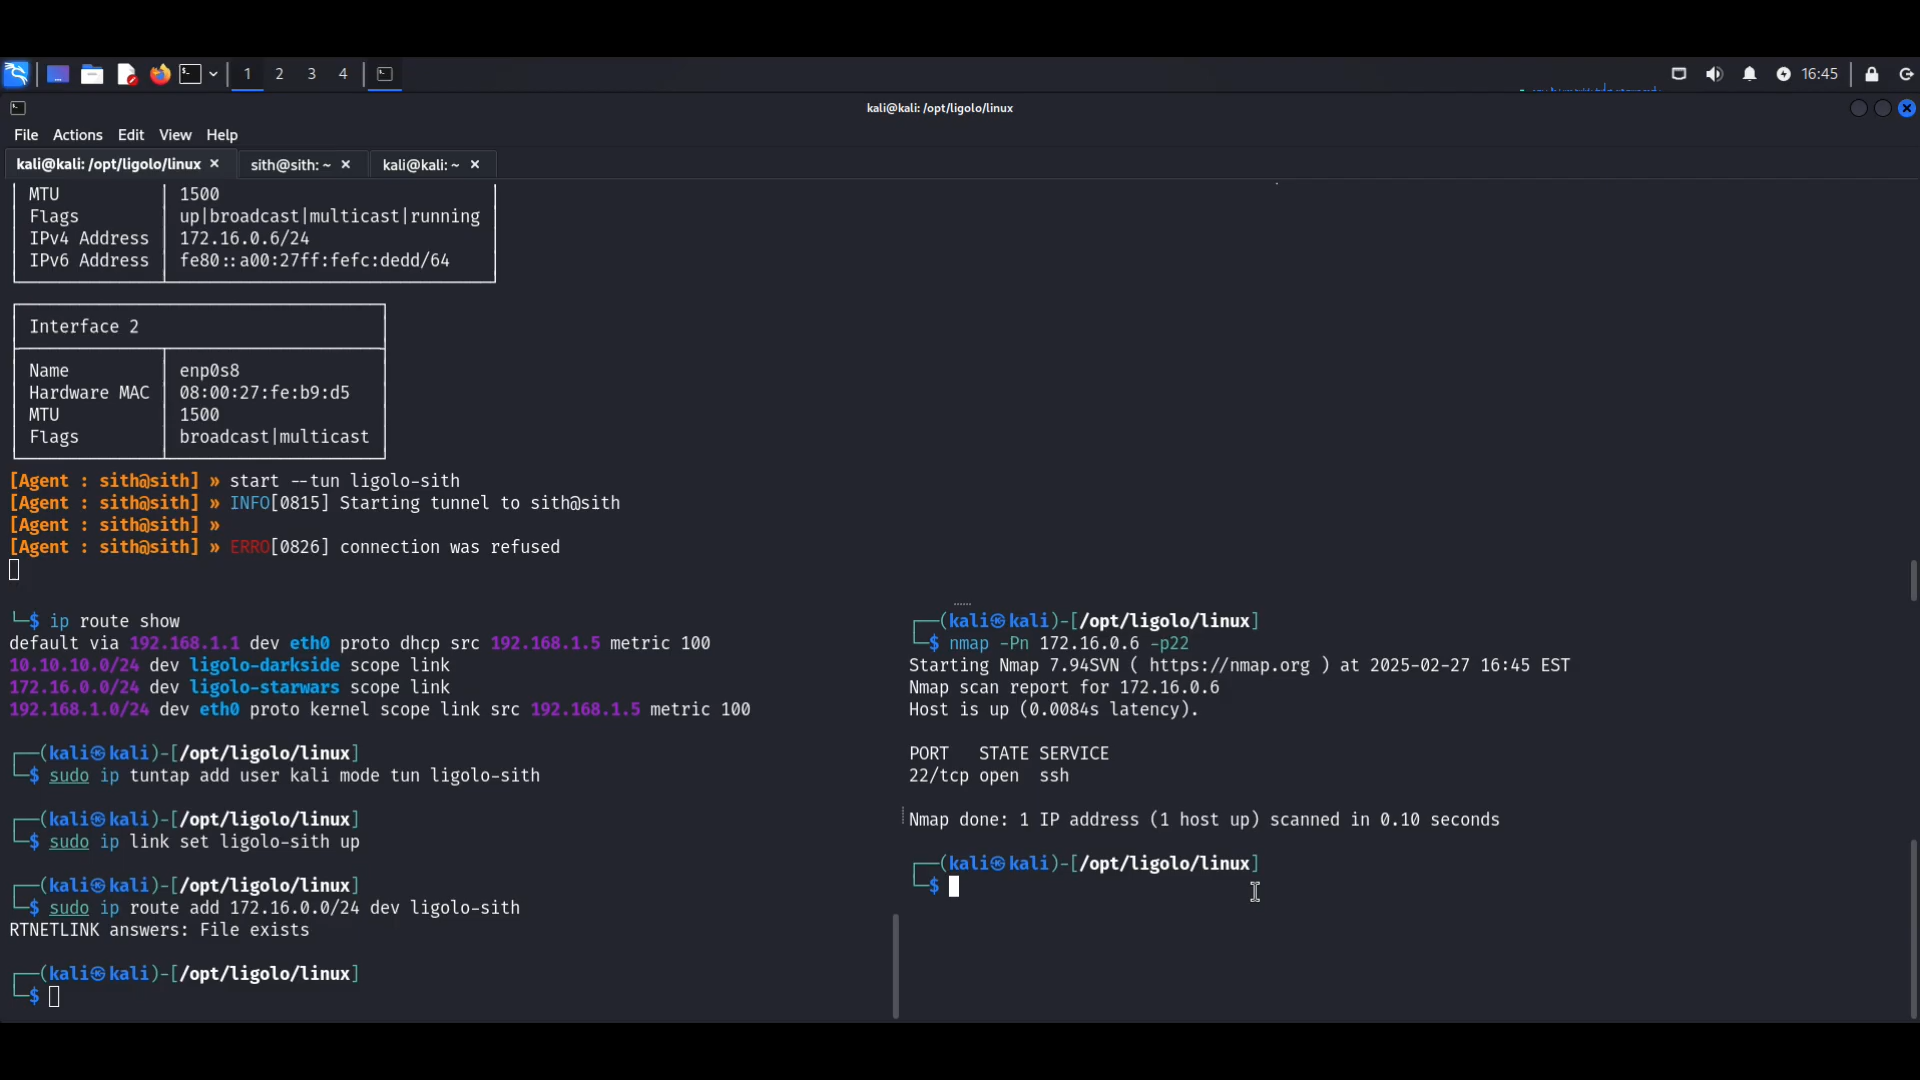 1 2 3 4 16:45
kali@kali: /opt/ligolo/linux
File Actions Edit View Help
kali@kali: /opt/ligolo/linux × sith@sith: ~ × kali@kali: ~ ×
MTU 1500
Flags up|broadcast|multicast|running
IPv4 Address 172.16.0.6/24
IPv6 Address fe80::a00:27ff:fefc:dedd/64
Interface 2
Name enp0s8
Hardware MAC 08:00:27:fe:b9:d5
MTU 1500
Flags broadcast|multicast
[Agent : sith@sith] » start --tun ligolo-sith
[Agent : sith@sith] » INFO[0815] Starting tunnel to sith@sith
[Agent : sith@sith] »
[Agent : sith@sith] » ERRO[0826] connection was refused
└─$ ip route show
default via 192.168.1.1 dev eth0 proto dhcp src 192.168.1.5 metric 100
10.10.10.0/24 dev ligolo-darkside scope link
172.16.0.0/24 dev ligolo-starwars scope link
192.168.1.0/24 dev eth0 proto kernel scope link src 192.168.1.5 metric 100
┌──(kali㉿kali)-[/opt/ligolo/linux]
└─$ sudo ip tuntap add user kali mode tun ligolo-sith
┌──(kali㉿kali)-[/opt/ligolo/linux]
└─$ sudo ip link set ligolo-sith up
┌──(kali㉿kali)-[/opt/ligolo/linux]
└─$ sudo ip route add 172.16.0.0/24 dev ligolo-sith
RTNETLINK answers: File exists
┌──(kali㉿kali)-[/opt/ligolo/linux]
└─$
┌──(kali㉿kali)-[/opt/ligolo/linux]
└─$ nmap -Pn 172.16.0.6 -p22
Starting Nmap 7.94SVN ( https://nmap.org ) at 2025-02-27 16:45 EST
Nmap scan report for 172.16.0.6
Host is up (0.0084s latency).
PORT STATE SERVICE
22/tcp open ssh
Nmap done: 1 IP address (1 host up) scanned in 0.10 seconds
┌──(kali㉿kali)-[/opt/ligolo/linux]
└─$